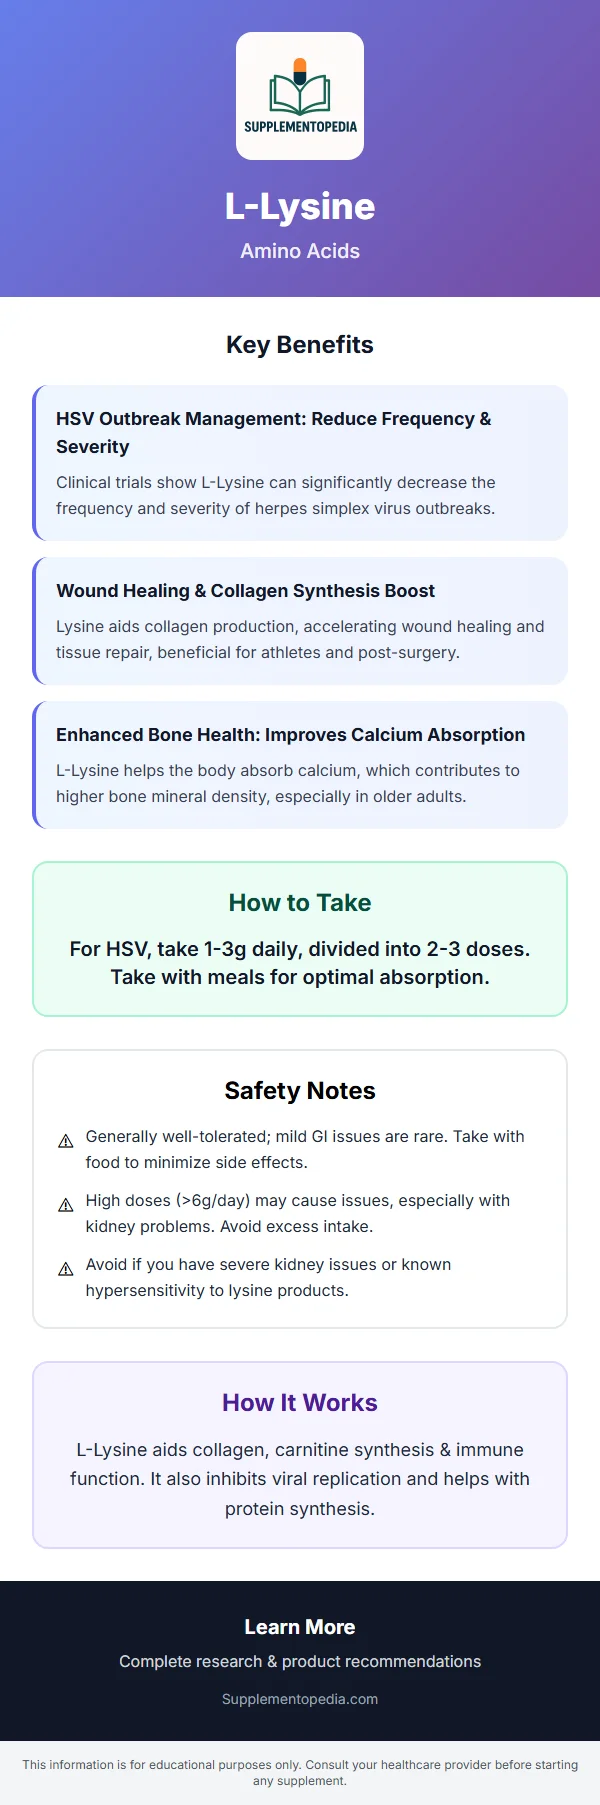 SUPPLEMENTOPEDIA
L-Lysine
Amino Acids
Key Benefits
HSV Outbreak Management: Reduce Frequency &
Severity
Clinical trials show L-Lysine can significantly decrease the
frequency and severity of herpes simplex virus outbreaks.
Wound Healing & Collagen Synthesis Boost
Lysine aids collagen production, accelerating wound healing and
tissue repair, beneficial for athletes and post-surgery.
Enhanced Bone Health: Improves Calcium Absorption
L-Lysine helps the body absorb calcium, which contributes to
higher bone mineral density, especially in older adults.
How to Take
For HSV, take 1-3g daily, divided into 2-3 doses.
Take with meals for optimal absorption.
Safety Notes
Generally well-tolerated; mild GI issues are rare. Take with
food to minimize side effects.
High doses (>6g/day) may cause issues, especially with
kidney problems. Avoid excess intake.
Avoid if you have severe kidney issues or known
hypersensitivity to lysine products.
How It Works
L-Lysine aids collagen, carnitine synthesis & immune
function. It also inhibits viral replication and helps with
protein synthesis.
Learn More
Complete research & product recommendations
Supplementopedia.com
This information is for educational purposes only. Consult your healthcare provider before starting
any supplement.